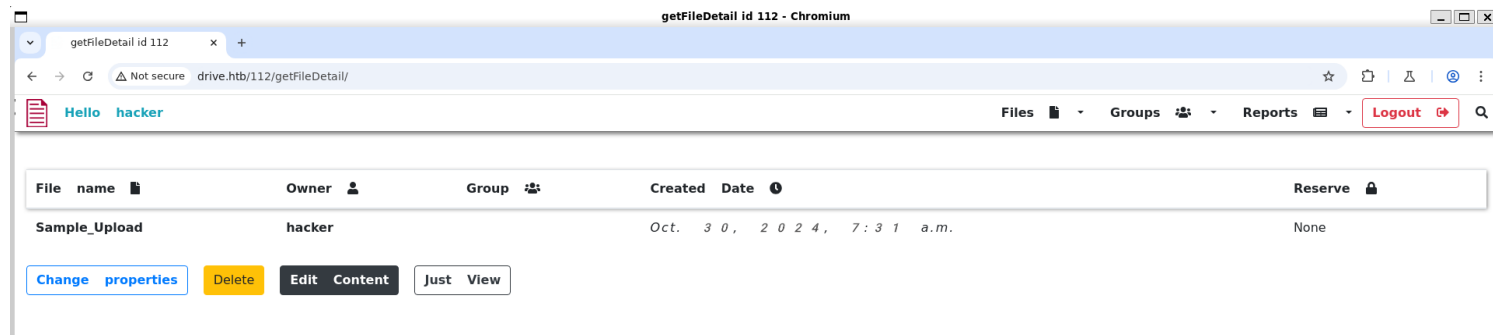 getFileDetail id 112 - Chromium
getFileDetail id 112
Not secure drive.htb/112/getFileDetail/
Hello hacker Files Groups Reports Logout
File name Owner Group Created Date Reserve
Sample_Upload hacker Oct. 30, 2024, 7:31 a.m. None
Change properties Delete Edit Content Just View